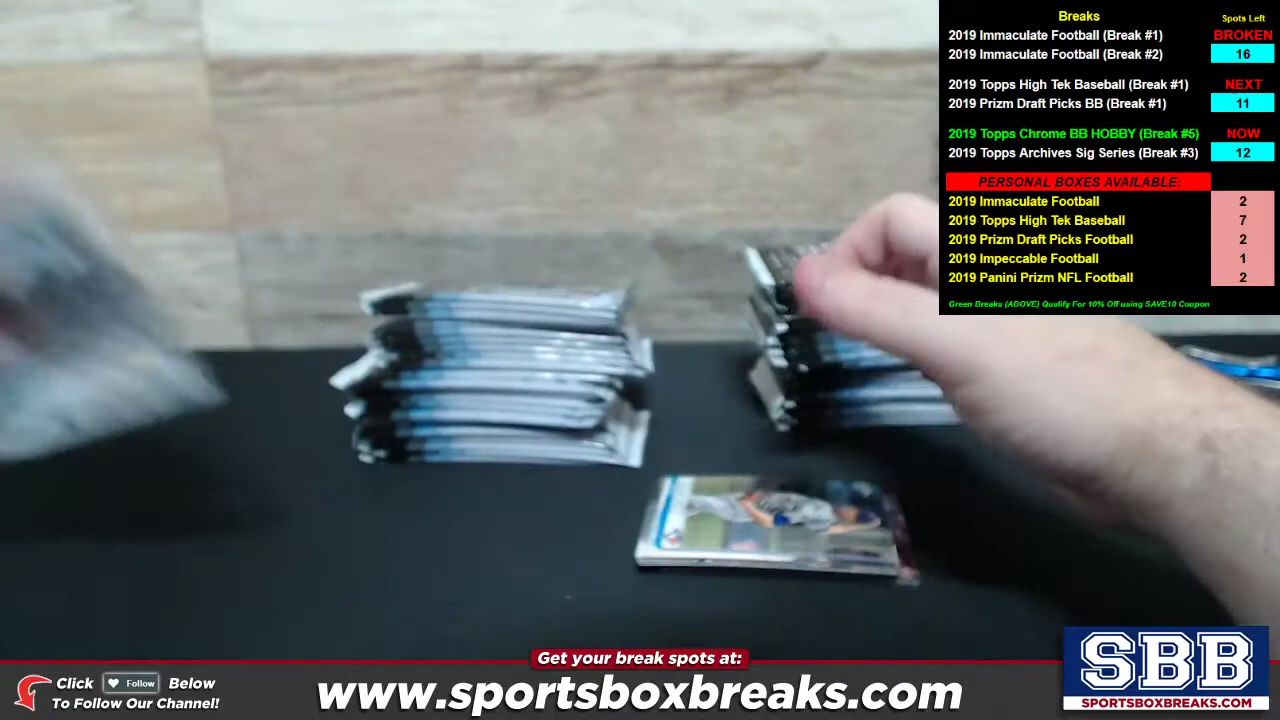 Breaks Spots Left
2019 Immaculate Football (Break #1) BROKEN
2019 Immaculate Football (Break #2) 16
2019 Topps High Tek Baseball (Break #1) NEXT
2019 Prizm Draft Picks BB (Break #1) 11
2019 Topps Chrome BB HOBBY (Break #5) NOW
2019 Topps Archives Sig Series (Break #3) 12
PERSONAL BOXES AVAILABLE:
2019 Immaculate Football 2
2019 Topps High Tek Baseball 7
2019 Prizm Draft Picks Football 2
2019 Impeccable Football 1
2019 Panini Prizm NFL Football 2
Green Breaks (ABOVE) Qualify For 10% Off using SAVE10 Coupon
Get your break spots at:
Click Follow Below
To Follow Our Channel!
www.sportsboxbreaks.com
SBB
SPORTSBOXBREAKS.COM